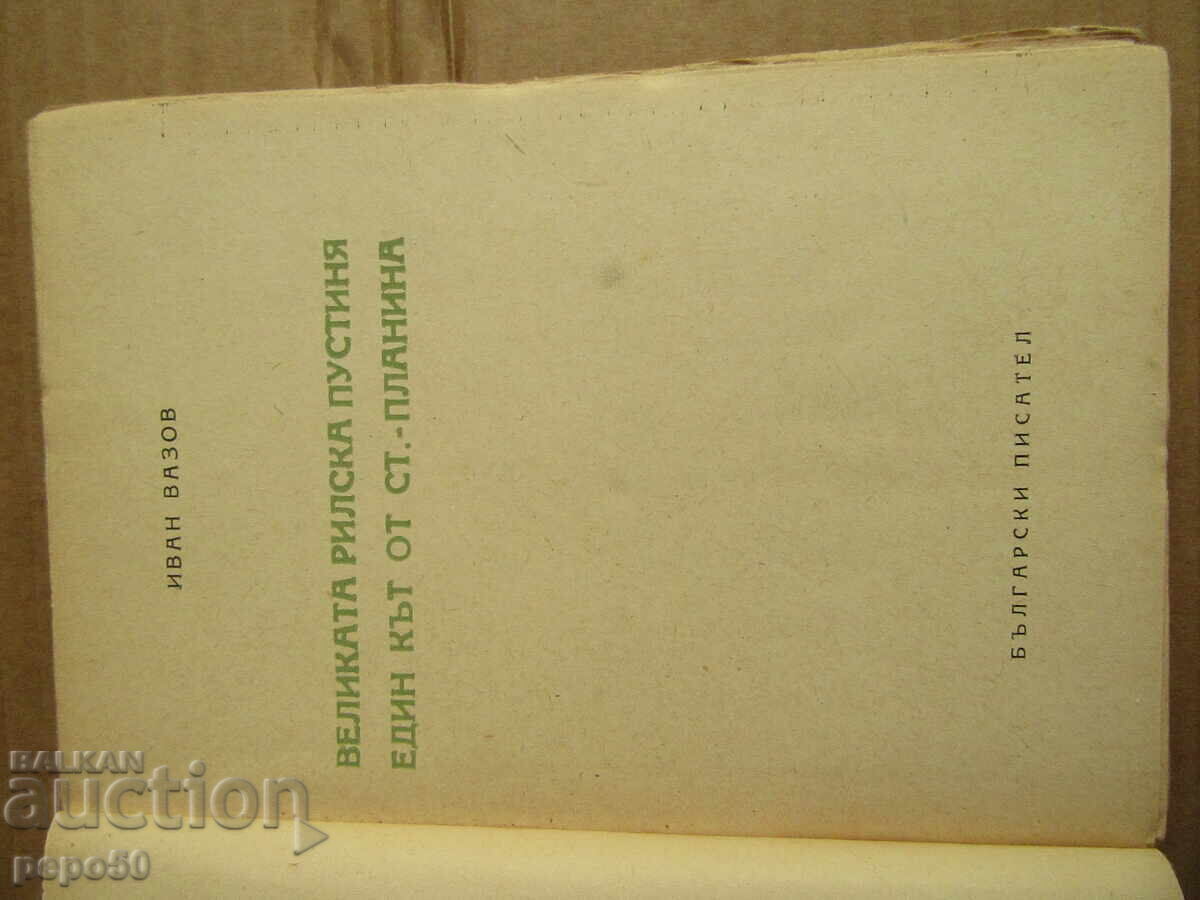 ИВАН ВАЗОВ
ВЕЛИКАТА РИЛСКА ПУСТИНЯ
ЕДИН КЪТ ОТ СТ.-ПЛАНИНА
БЪЛГАРСКИ ПИСАТЕЛ
BALKAN
auction
pepo50